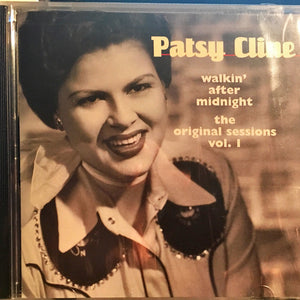 Patsy Cline
walkin'
after
midnight
the
original sessions
vol. 1